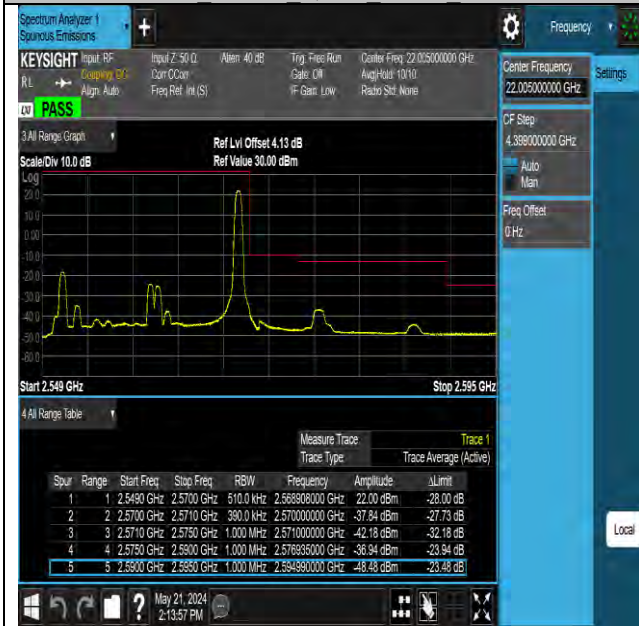 Spectrum Analyzer 1
Spurious Emissions
Frequency
KEYSIGHT Input: RF
Coupling: DC
Align: Auto
RL
Input Z: 50 Ω
Corr CCorr
Freq Ref: Int (S)
Atten: 40 dB
Trig: Free Run
Gate: Off
IF Gain: Low
Center Freq: 22.005000000 GHz
Avg|Hold: 10/10
Radio Std: None
PASS
Center Frequency
22.005000000 GHz
Settings
CF Step
4.399000000 GHz
Auto
Man
Freq Offset
0 Hz
3 All Range Graph
Scale/Div 10.0 dB
Ref Lvl Offset 4.13 dB
Ref Value 30.00 dBm
Log
20.0
10.0
0.00
-10.0
-20.0
-30.0
-40.0
-50.0
-60.0
Start 2.549 GHz
Stop 2.595 GHz
4 All Range Table
Measure Trace Trace 1
Trace Type Trace Average (Active)
Spur Range Start Freq Stop Freq RBW Frequency Amplitude ΔLimit
1 1 2.5490 GHz 2.5700 GHz 510.0 kHz 2.568908000 GHz 22.00 dBm -28.00 dB
2 2 2.5700 GHz 2.5710 GHz 390.0 kHz 2.570000000 GHz -37.84 dBm -27.73 dB
3 3 2.5710 GHz 2.5750 GHz 1.000 MHz 2.571000000 GHz -42.18 dBm -32.18 dB
4 4 2.5750 GHz 2.5900 GHz 1.000 MHz 2.576935000 GHz -36.94 dBm -23.94 dB
5 5 2.5900 GHz 2.5950 GHz 1.000 MHz 2.594990000 GHz -48.48 dBm -23.48 dB
Local
May 21, 2024
2:13:57 PM